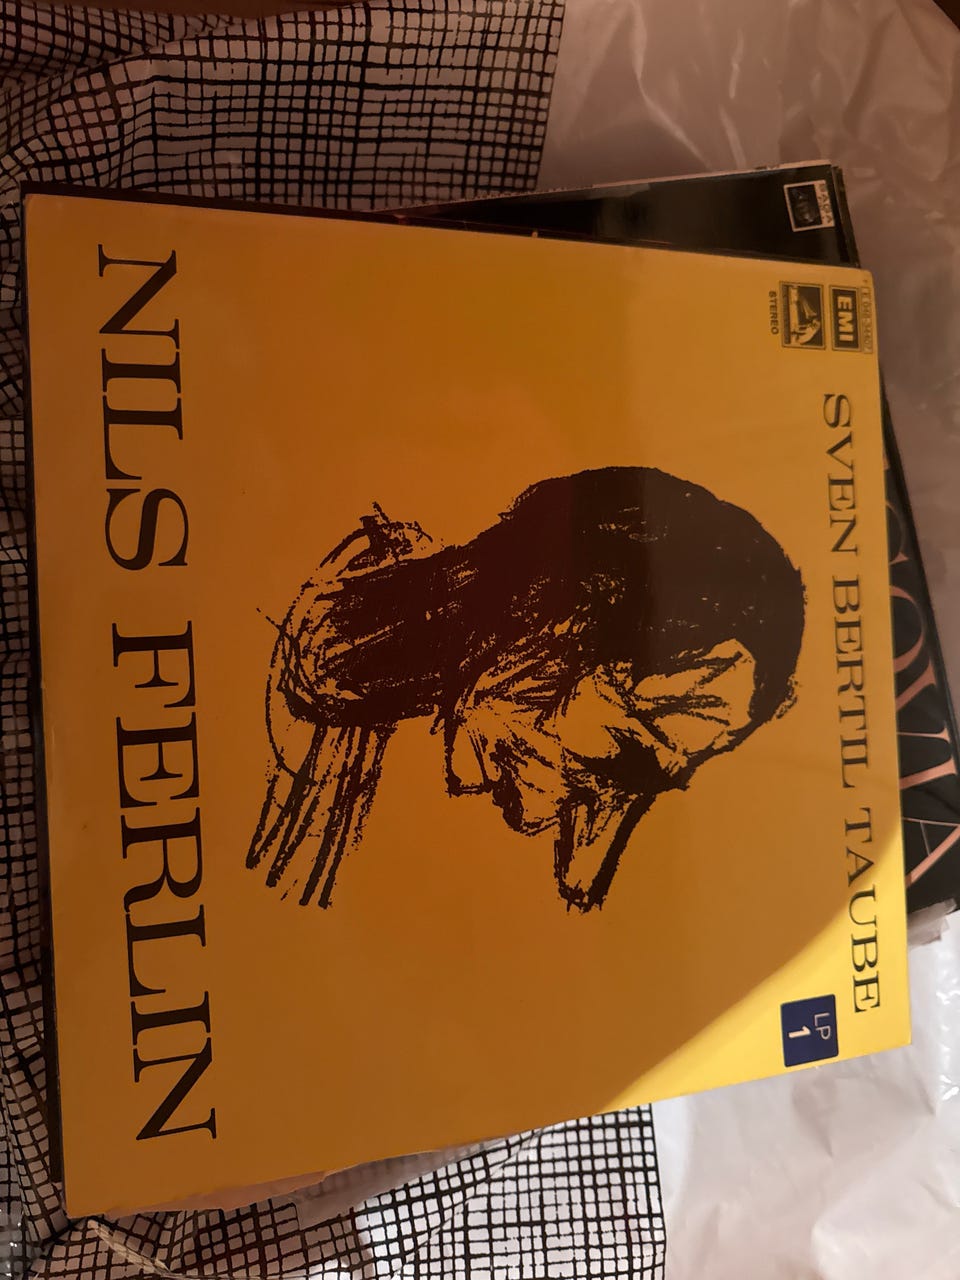 EMI
STEREO
SVEN BERTIL TAUBE
LP
1
NILS FERLIN